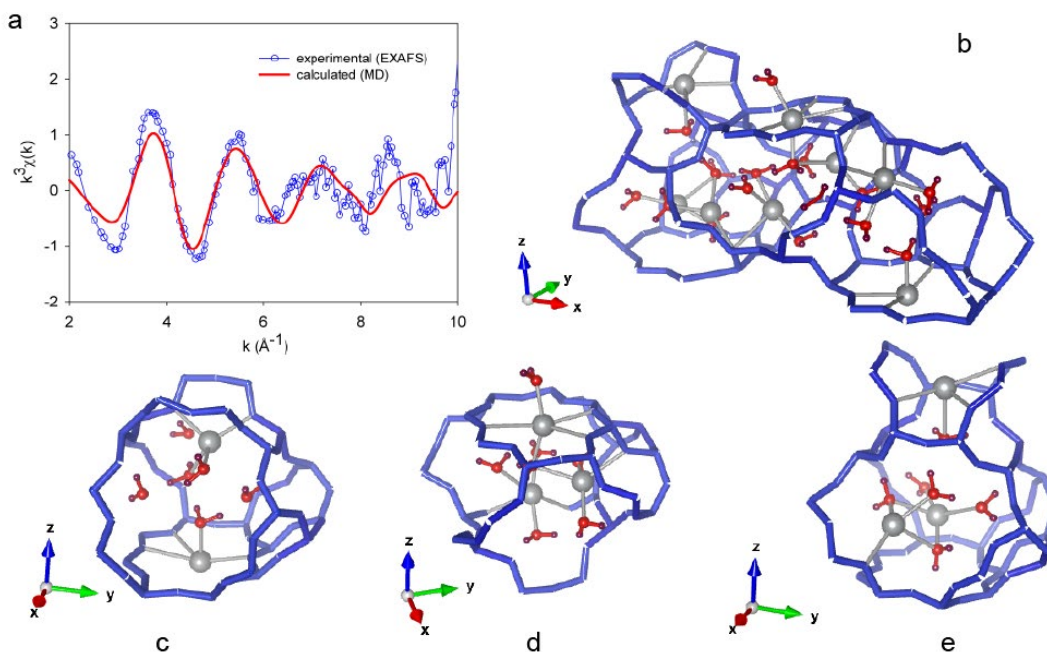 a
3
2
1
0
-1
-2
k³χ(k)
2
4
6
8
10
k (Å⁻¹)
experimental (EXAFS)
calculated (MD)
b
z
y
x
z
y
x
c
z
y
x
d
z
y
x
e